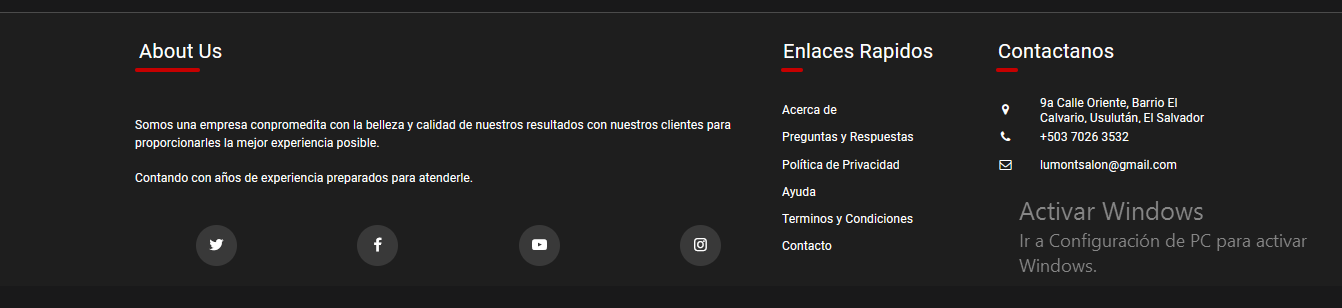 About Us
Somos una empresa conpromedita con la belleza y calidad de nuestros resultados con nuestros clientes para
proporcionarles la mejor experiencia posible.
Contando con años de experiencia preparados para atenderle.
Enlaces Rapidos
Acerca de
Preguntas y Respuestas
Política de Privacidad
Ayuda
Terminos y Condiciones
Contacto
Contactanos
9a Calle Oriente, Barrio El
Calvario, Usulután, El Salvador
+503 7026 3532
lumontsalon@gmail.com
Activar Windows
Ir a Configuración de PC para activar
Windows.